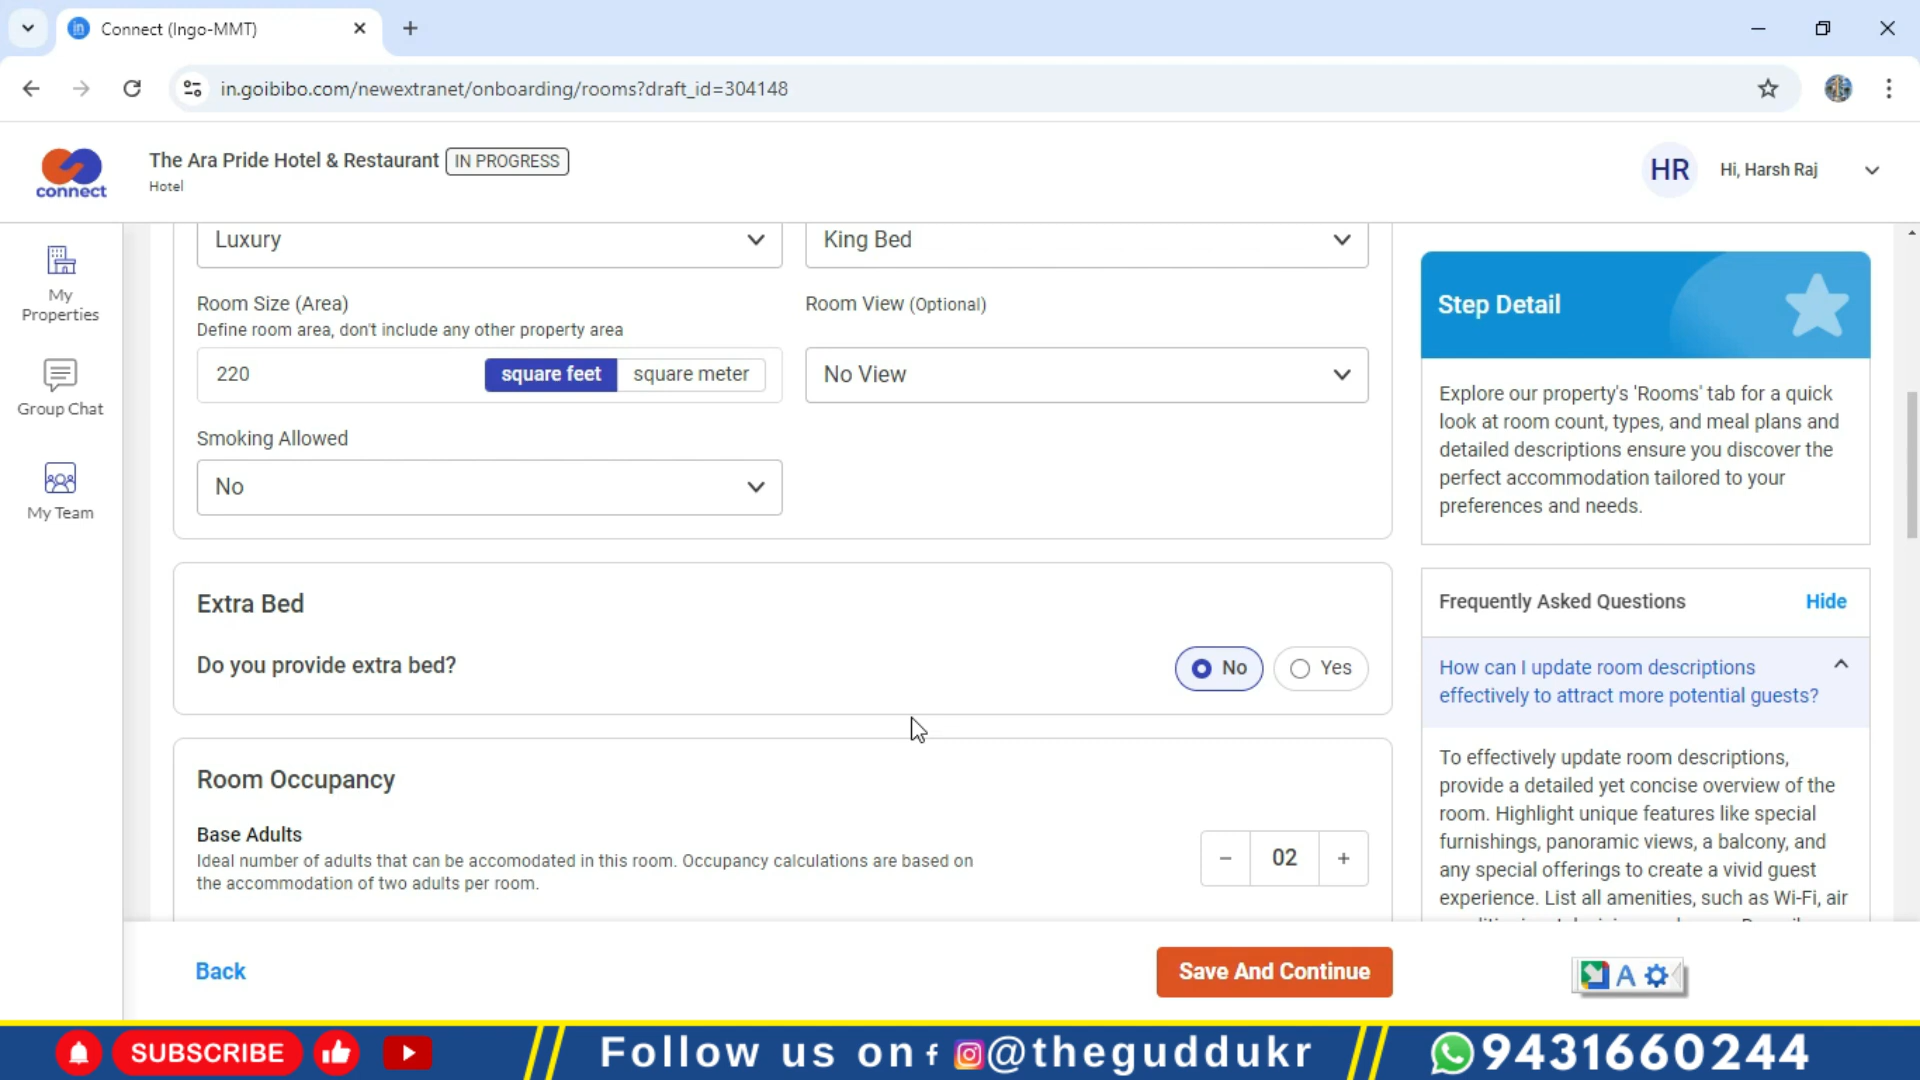 Connect (Ingo-MMT)
in.goibibo.com/newextranet/onboarding/rooms?draft_id=304148
connect
The Ara Pride Hotel & Restaurant IN PROGRESS
Hotel
HR Hi, Harsh Raj
My
Properties
Group Chat
My Team
Luxury
King Bed
Room Size (Area)
Define room area, don't include any other property area
220 square feet square meter
Room View (Optional)
No View
Smoking Allowed
No
Extra Bed
Do you provide extra bed?
No Yes
Room Occupancy
Base Adults
Ideal number of adults that can be accomodated in this room. Occupancy calculations are based on
the accommodation of two adults per room.
− 02 +
Step Detail
Explore our property's 'Rooms' tab for a quick
look at room count, types, and meal plans and
detailed descriptions ensure you discover the
perfect accommodation tailored to your
preferences and needs.
Frequently Asked Questions Hide
How can I update room descriptions
effectively to attract more potential guests?
To effectively update room descriptions,
provide a detailed yet concise overview of the
room. Highlight unique features like special
furnishings, panoramic views, a balcony, and
any special offerings to create a vivid guest
experience. List all amenities, such as Wi-Fi, air
Back
Save And Continue
A
SUBSCRIBE
Follow us on f @theguddukr
9431660244